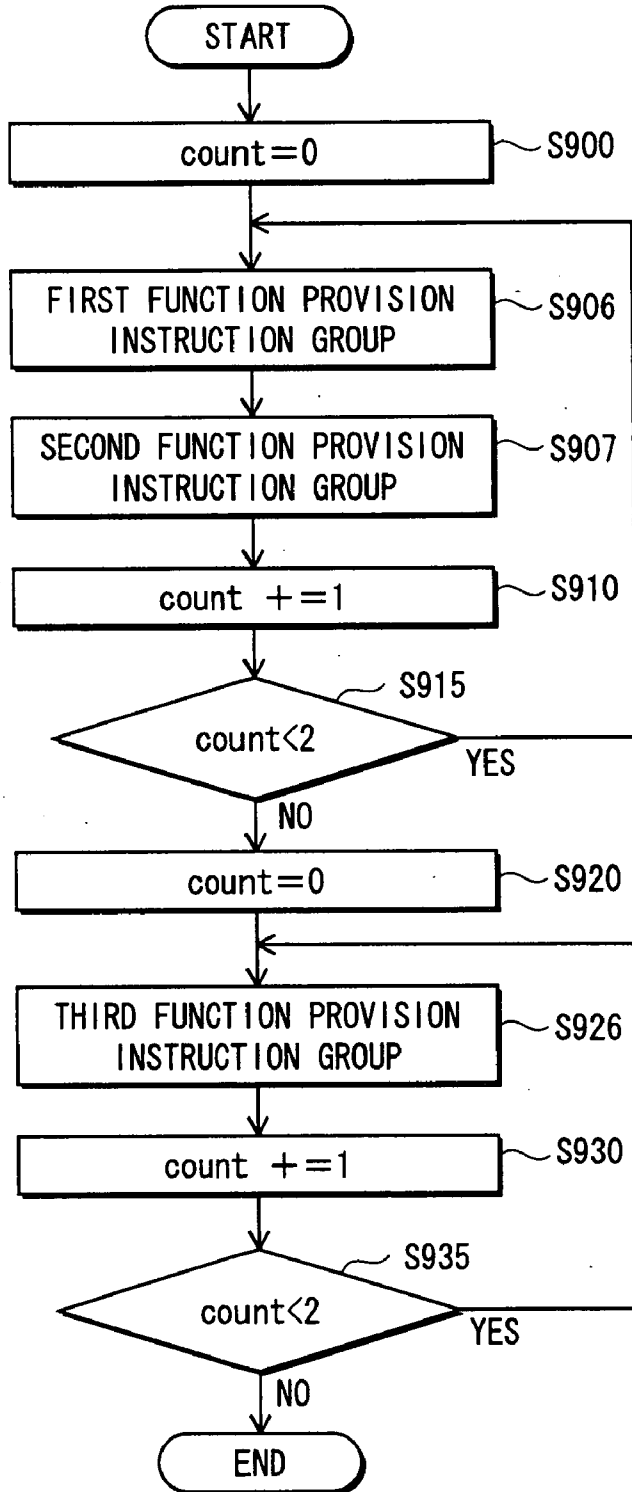 START
count=0
S900
FIRST FUNCTION PROVISION
INSTRUCTION GROUP
S906
SECOND FUNCTION PROVISION
INSTRUCTION GROUP
S907
count +=1
S910
S915
count<2
YES
NO
count=0
S920
THIRD FUNCTION PROVISION
INSTRUCTION GROUP
S926
count +=1
S930
S935
count<2
YES
NO
END